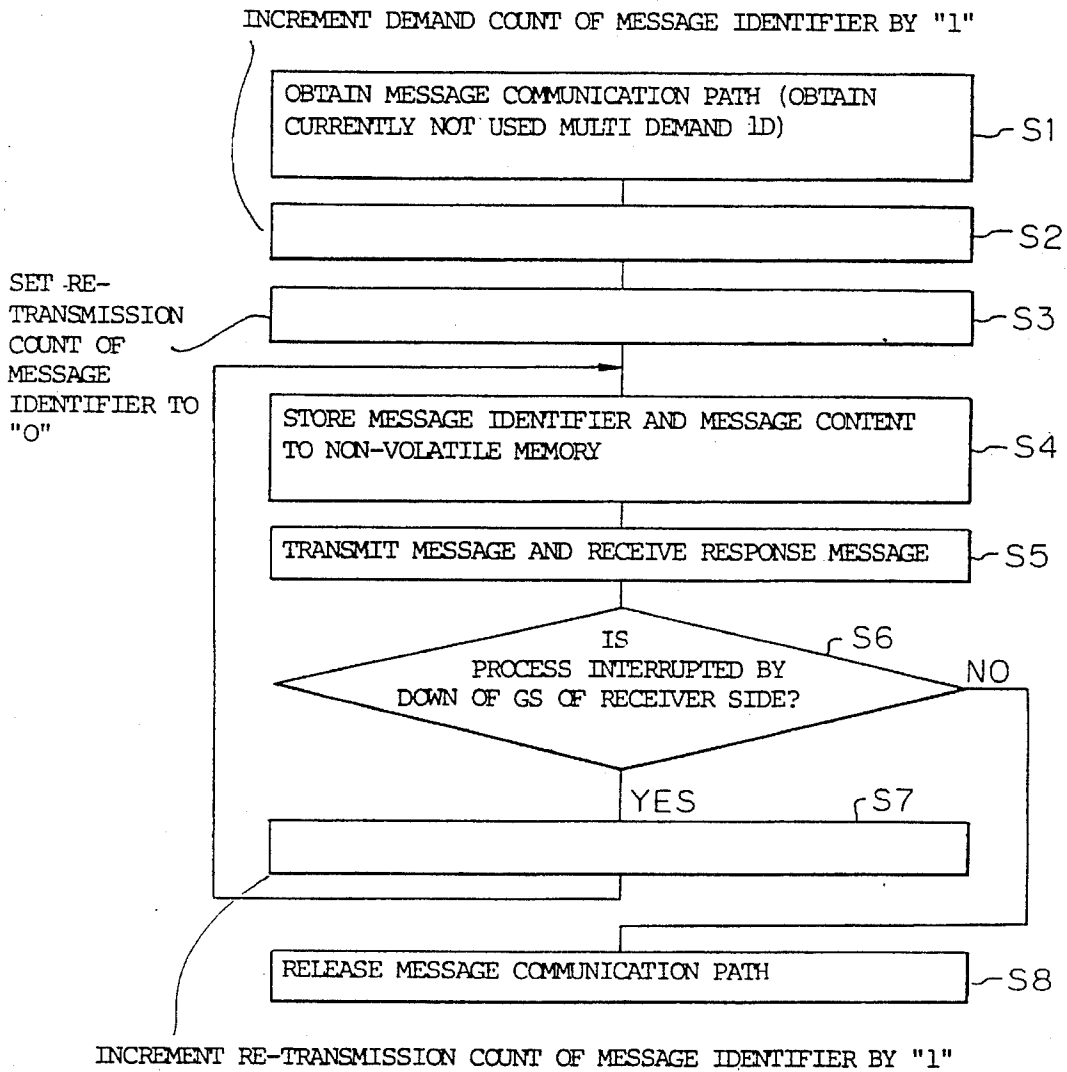 INCREMENT DEMAND COUNT OF MESSAGE IDENTIFIER BY "1"
OBTAIN MESSAGE COMMUNICATION PATH (OBTAIN
CURRENTLY NOT USED MULTI DEMAND 1D)
S1
S2
SET RE-
TRANSMISSION
COUNT OF
MESSAGE
IDENTIFIER TO
"0"
S3
STORE MESSAGE IDENTIFIER AND MESSAGE CONTENT
TO NON-VOLATILE MEMORY
S4
TRANSMIT MESSAGE AND RECEIVE RESPONSE MESSAGE
S5
IS
PROCESS INTERRUPTED BY
DOWN OF GS OF RECEIVER SIDE?
S6
NO
YES
S7
RELEASE MESSAGE COMMUNICATION PATH
S8
INCREMENT RE-TRANSMISSION COUNT OF MESSAGE IDENTIFIER BY "1"